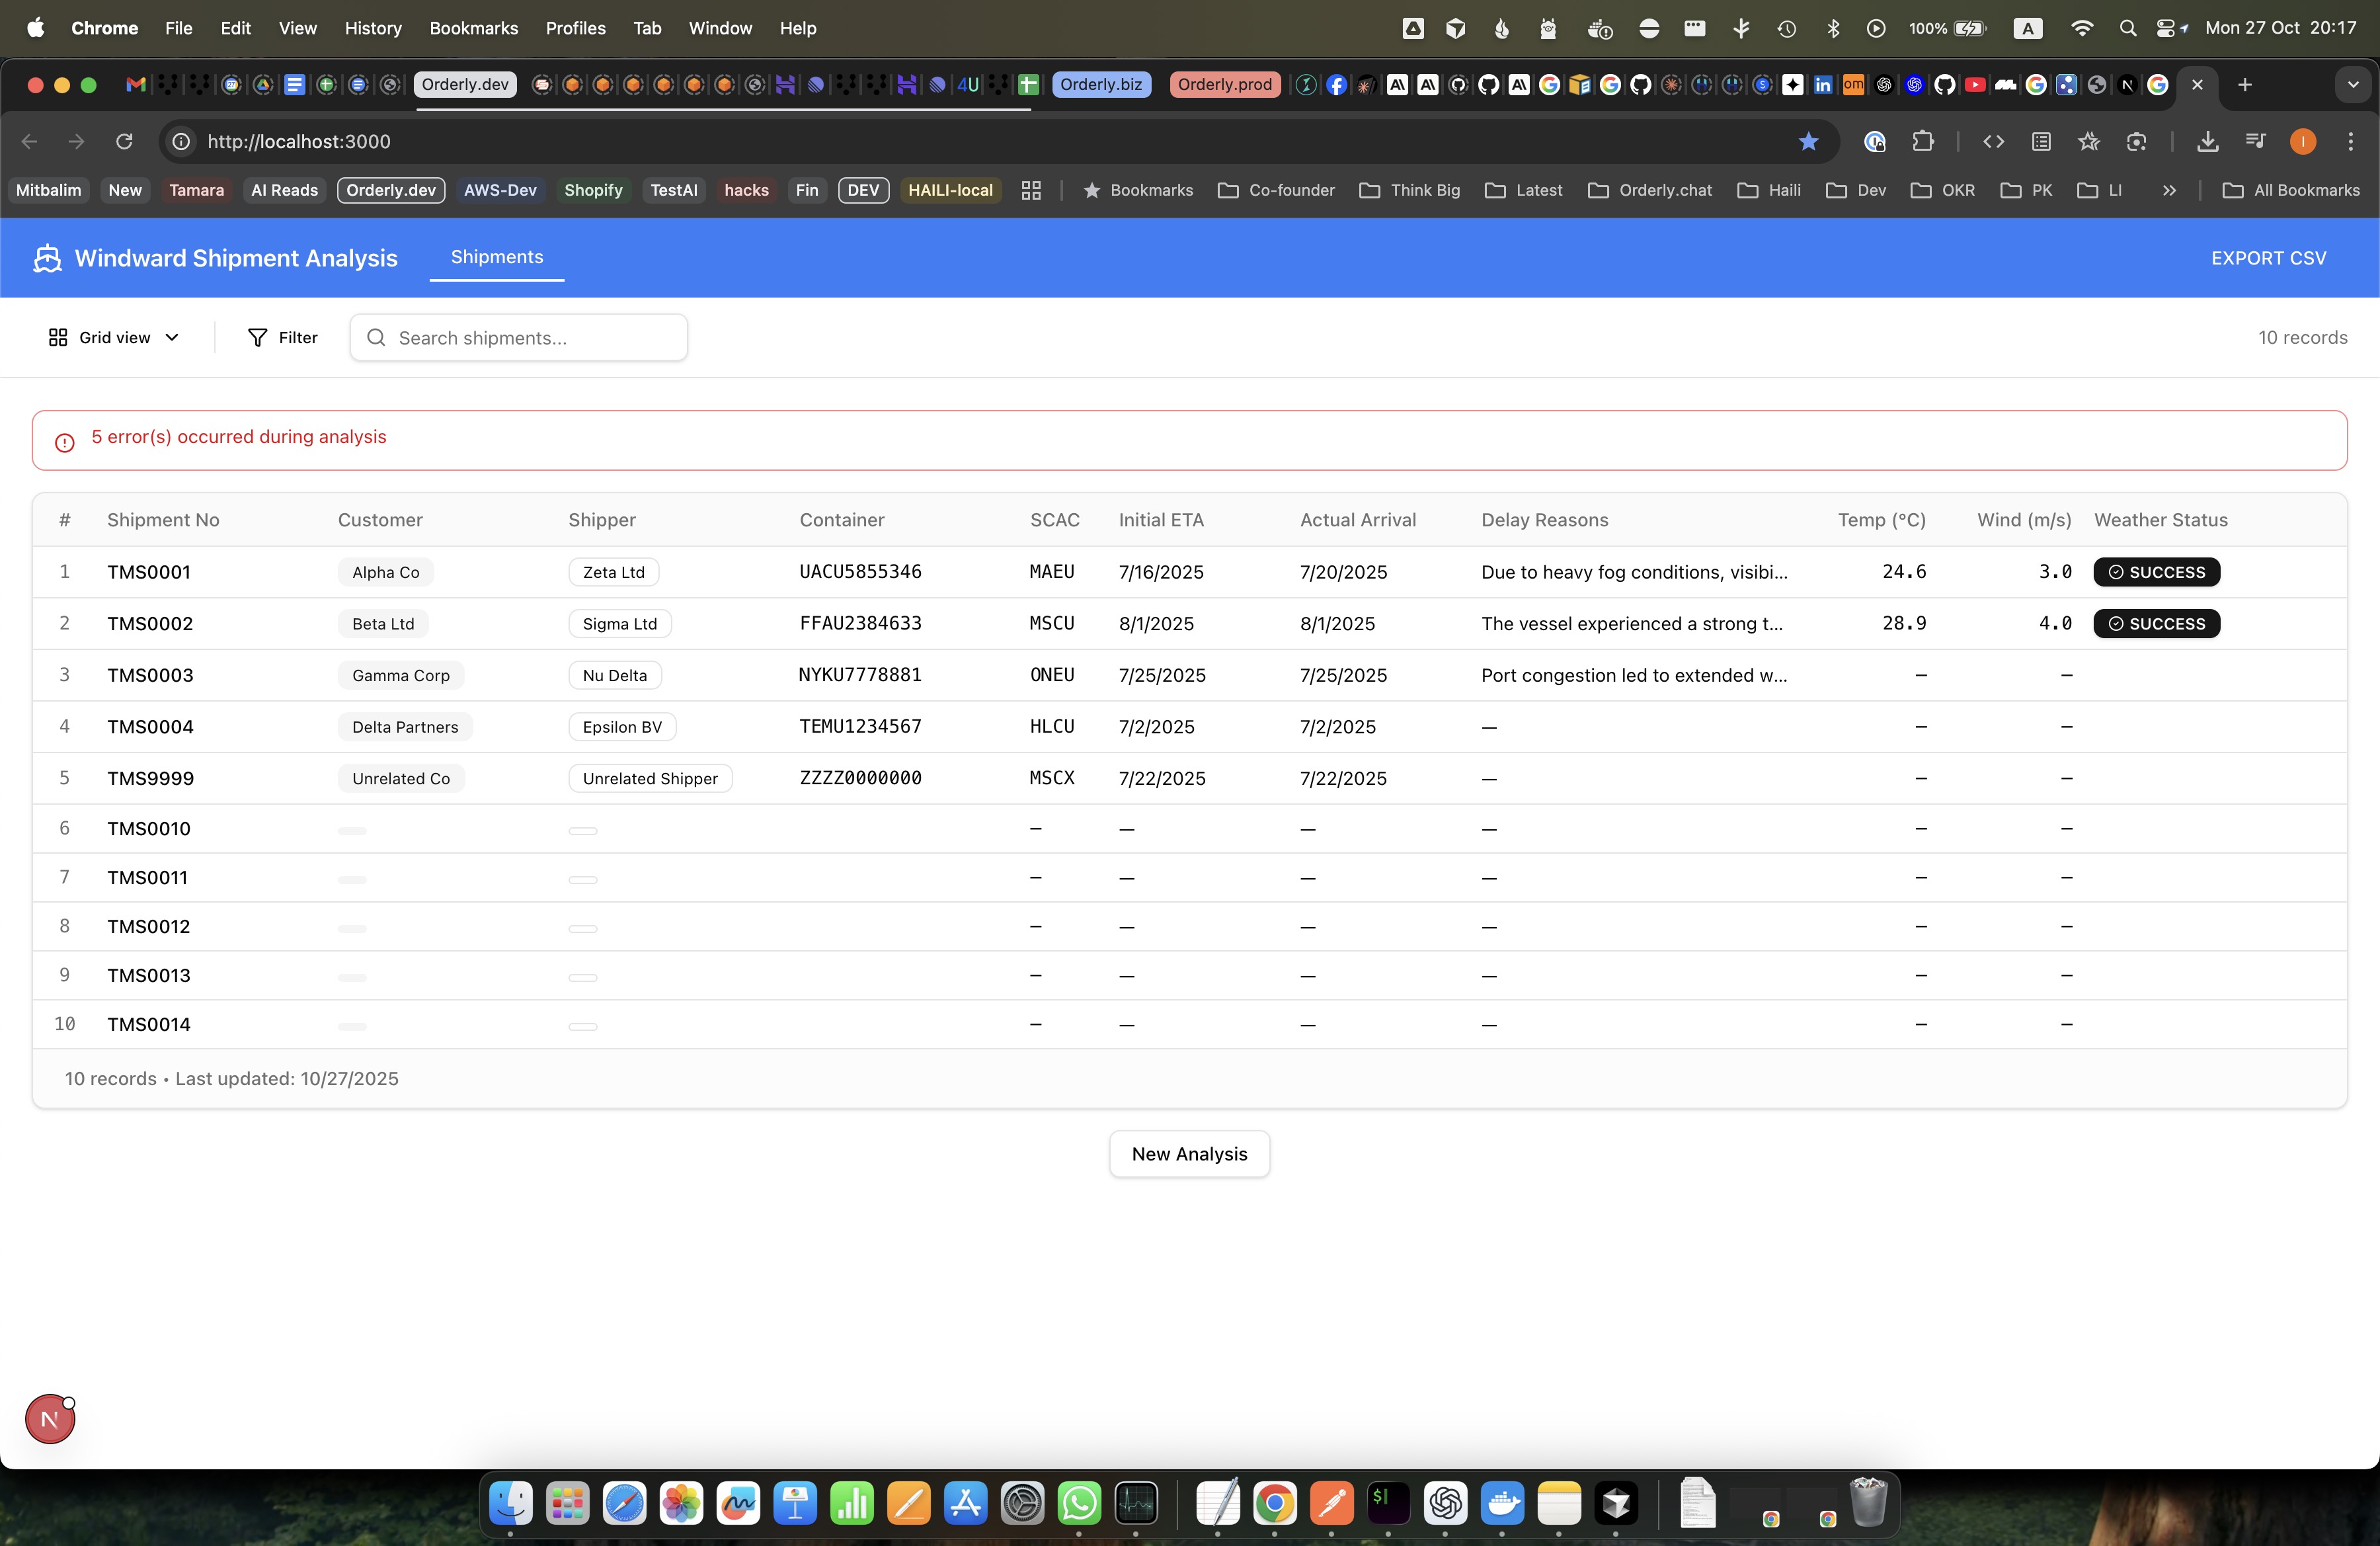 Chrome File Edit View History Bookmarks Profiles Tab Window Help 100% A Mon 27 Oct 20:17
Orderly.dev 4U Orderly.biz Orderly.prod
http://localhost:3000
Mitbalim New Tamara AI Reads Orderly.dev AWS-Dev Shopify TestAI hacks Fin DEV HAILI-local Bookmarks Co-founder Think Big Latest Orderly.chat Haili Dev OKR PK LI All Bookmarks
Windward Shipment Analysis Shipments EXPORT CSV
Grid view Filter Search shipments... 10 records
5 error(s) occurred during analysis
# Shipment No Customer Shipper Container SCAC Initial ETA Actual Arrival Delay Reasons Temp (°C) Wind (m/s) Weather Status
1 TMS0001 Alpha Co Zeta Ltd UACU5855346 MAEU 7/16/2025 7/20/2025 Due to heavy fog conditions, visibi... 24.6 3.0 SUCCESS
2 TMS0002 Beta Ltd Sigma Ltd FFAU2384633 MSCU 8/1/2025 8/1/2025 The vessel experienced a strong t... 28.9 4.0 SUCCESS
3 TMS0003 Gamma Corp Nu Delta NYKU7778881 ONEU 7/25/2025 7/25/2025 Port congestion led to extended w... — —
4 TMS0004 Delta Partners Epsilon BV TEMU1234567 HLCU 7/2/2025 7/2/2025 — — —
5 TMS9999 Unrelated Co Unrelated Shipper ZZZZ0000000 MSCX 7/22/2025 7/22/2025 — — —
6 TMS0010 — — — — — —
7 TMS0011 — — — — — —
8 TMS0012 — — — — — —
9 TMS0013 — — — — — —
10 TMS0014 — — — — — —
10 records • Last updated: 10/27/2025
New Analysis
N